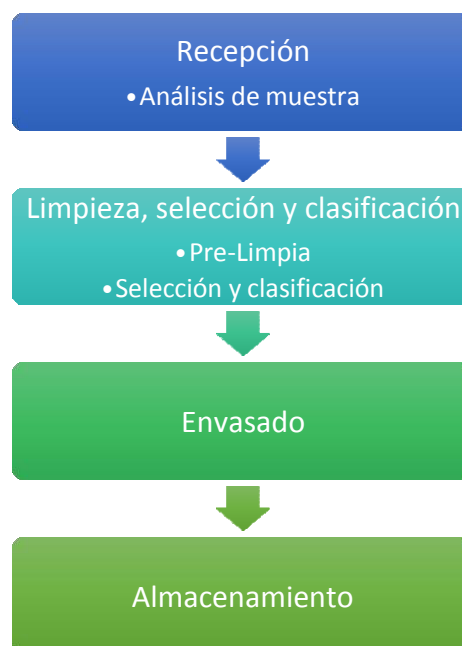 Recepción
•Análisis de muestra
Limpieza, selección y clasificación
•Pre-Limpia
•Selección y clasificación
Envasado
Almacenamiento